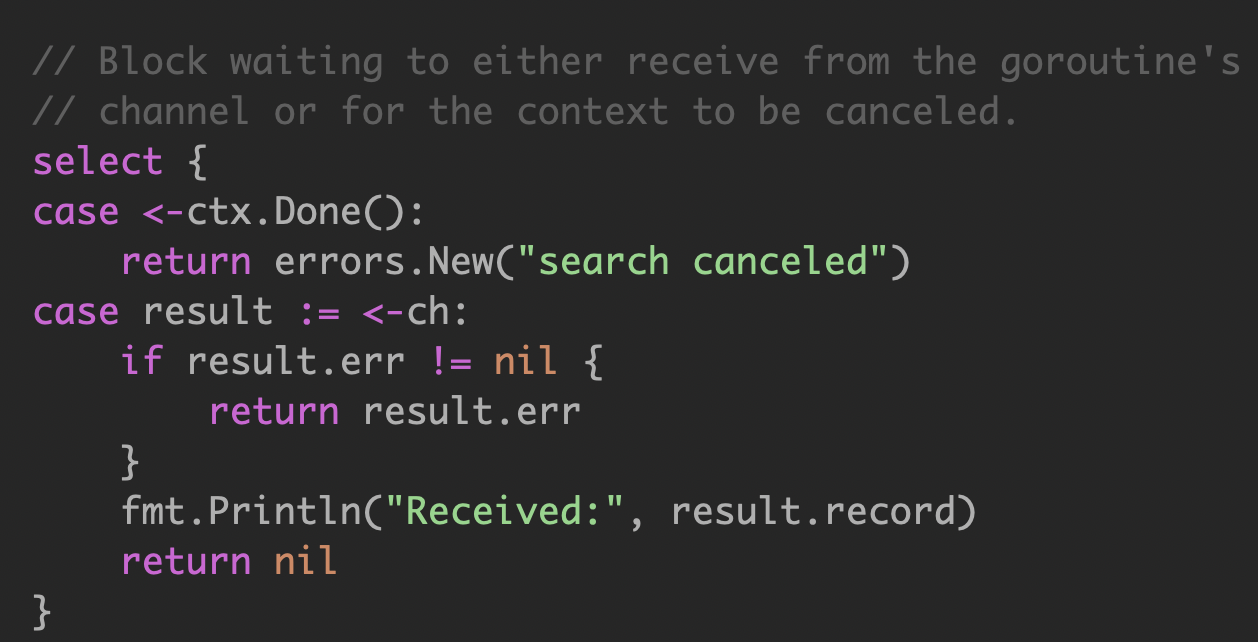 // Block waiting to either receive from the goroutine's
// channel or for the context to be canceled.
select {
case <-ctx.Done():
    return errors.New("search canceled")
case result := <-ch:
    if result.err != nil {
        return result.err
    }
    fmt.Println("Received:", result.record)
    return nil
}